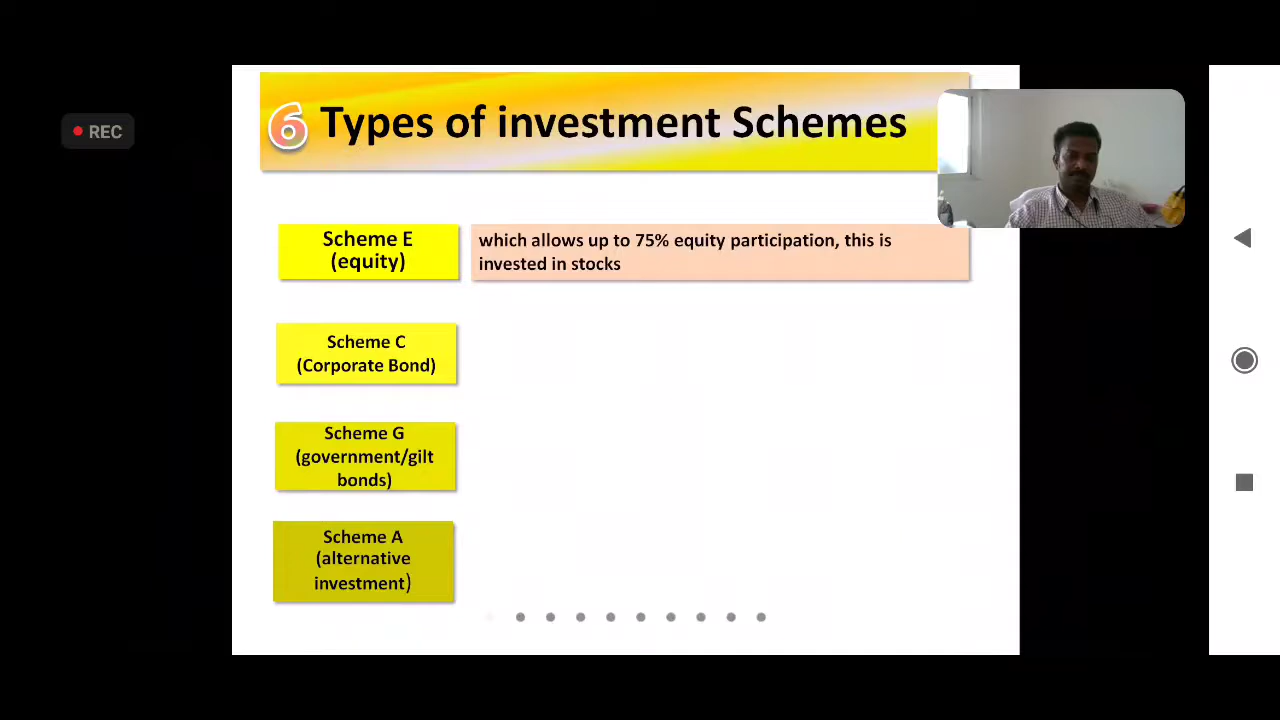 REC
6 Types of investment Schemes
Scheme E
(equity)
which allows up to 75% equity participation, this is
invested in stocks
Scheme C
(Corporate Bond)
Scheme G
(government/gilt
bonds)
Scheme A
(alternative
investment)